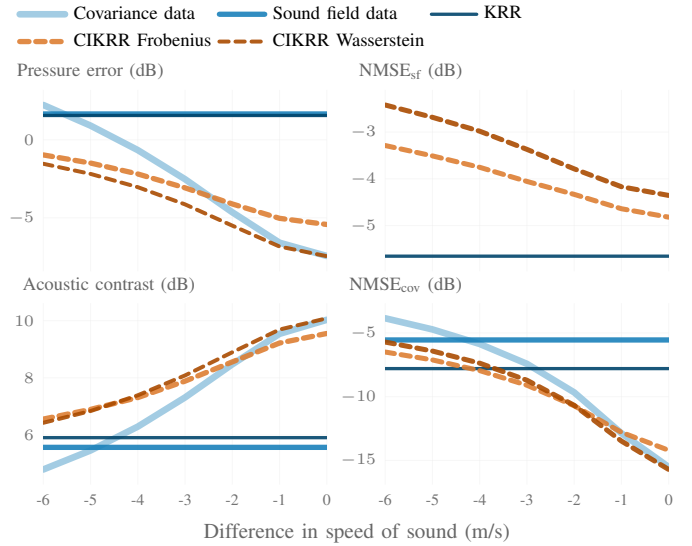 Covariance data Sound field data KRR
CIKRR Frobenius CIKRR Wasserstein
Pressure error (dB) NMSE_sf (dB)
0
−5
−3
−4
−5
Acoustic contrast (dB) NMSE_cov (dB)
10
8
6
−5
−10
−15
-6 -5 -4 -3 -2 -1 0 -6 -5 -4 -3 -2 -1 0
Difference in speed of sound (m/s)